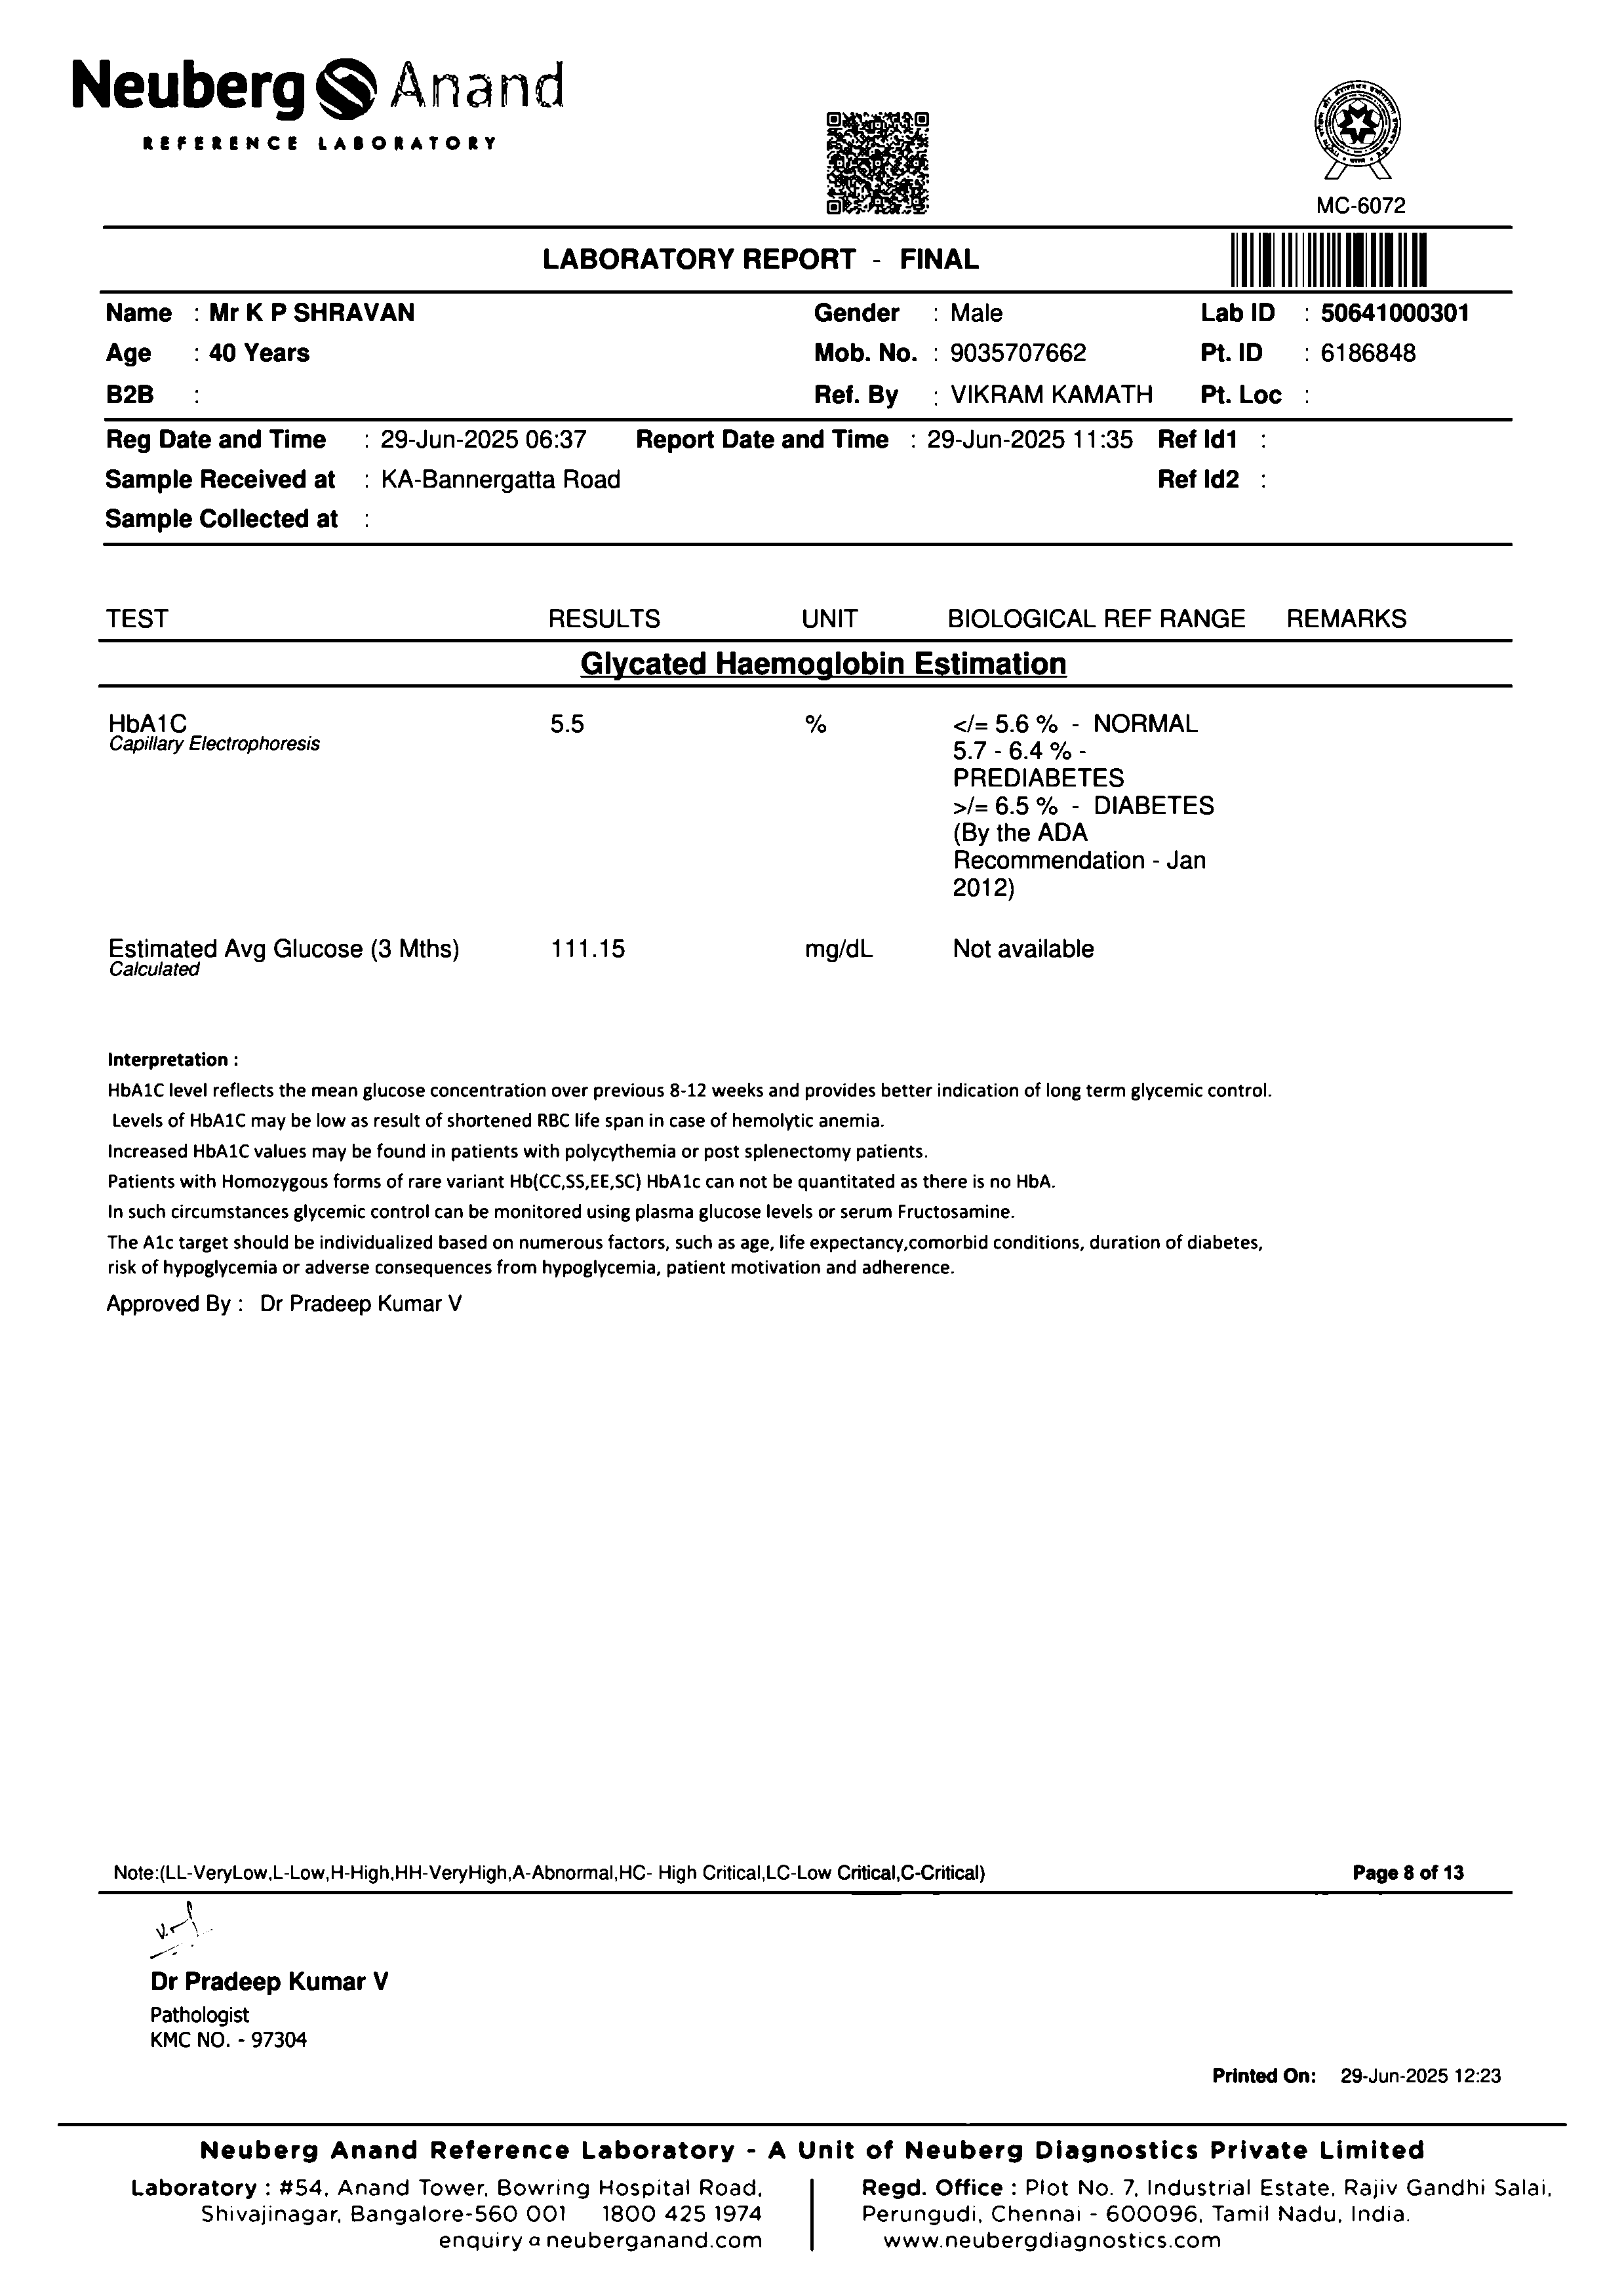 Neuberg Anand
REFERENCE LABORATORY
MC-6072
LABORATORY REPORT - FINAL
Name : Mr K P SHRAVAN Gender : Male Lab ID : 50641000301
Age : 40 Years Mob. No. : 9035707662 Pt. ID : 6186848
B2B : Ref. By : VIKRAM KAMATH Pt. Loc :
Reg Date and Time : 29-Jun-2025 06:37 Report Date and Time : 29-Jun-2025 11:35 Ref Id1 :
Sample Received at : KA-Bannergatta Road Ref Id2 :
Sample Collected at :
TEST RESULTS UNIT BIOLOGICAL REF RANGE REMARKS
Glycated Haemoglobin Estimation
HbA1C 5.5 % </= 5.6 % - NORMAL
Capillary Electrophoresis
5.7 - 6.4 % -
PREDIABETES
>/= 6.5 % - DIABETES
(By the ADA
Recommendation - Jan
2012)
Estimated Avg Glucose (3 Mths) 111.15 mg/dL Not available
Calculated
Interpretation :
HbA1C level reflects the mean glucose concentration over previous 8-12 weeks and provides better indication of long term glycemic control.
Levels of HbA1C may be low as result of shortened RBC life span in case of hemolytic anemia.
Increased HbA1C values may be found in patients with polycythemia or post splenectomy patients.
Patients with Homozygous forms of rare variant Hb(CC,SS,EE,SC) HbA1c can not be quantitated as there is no HbA.
In such circumstances glycemic control can be monitored using plasma glucose levels or serum Fructosamine.
The A1c target should be individualized based on numerous factors, such as age, life expectancy,comorbid conditions, duration of diabetes,
risk of hypoglycemia or adverse consequences from hypoglycemia, patient motivation and adherence.
Approved By : Dr Pradeep Kumar V
Note:(LL-VeryLow,L-Low,H-High,HH-VeryHigh,A-Abnormal,HC- High Critical,LC-Low Critical,C-Critical) Page 8 of 13
Dr Pradeep Kumar V
Pathologist
KMC NO. - 97304
Printed On: 29-Jun-2025 12:23
Neuberg Anand Reference Laboratory - A Unit of Neuberg Diagnostics Private Limited
Laboratory : #54, Anand Tower, Bowring Hospital Road,
Shivajinagar, Bangalore-560 001 1800 425 1974
enquiry@neuberganand.com
Regd. Office : Plot No. 7, Industrial Estate, Rajiv Gandhi Salai,
Perungudi, Chennai - 600096, Tamil Nadu, India.
www.neubergdiagnostics.com